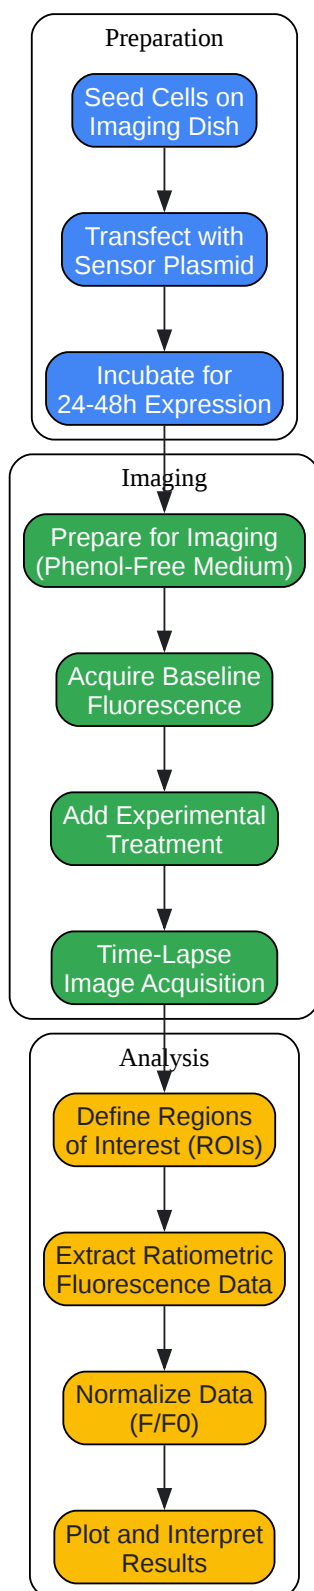 Preparation
Seed Cells on
Imaging Dish
Transfect with
Sensor Plasmid
Incubate for
24-48h Expression
Imaging
Prepare for Imaging
(Phenol-Free Medium)
Acquire Baseline
Fluorescence
Add Experimental
Treatment
Time-Lapse
Image Acquisition
Analysis
Define Regions
of Interest (ROIs)
Extract Ratiometric
Fluorescence Data
Normalize Data
(F/F0)
Plot and Interpret
Results